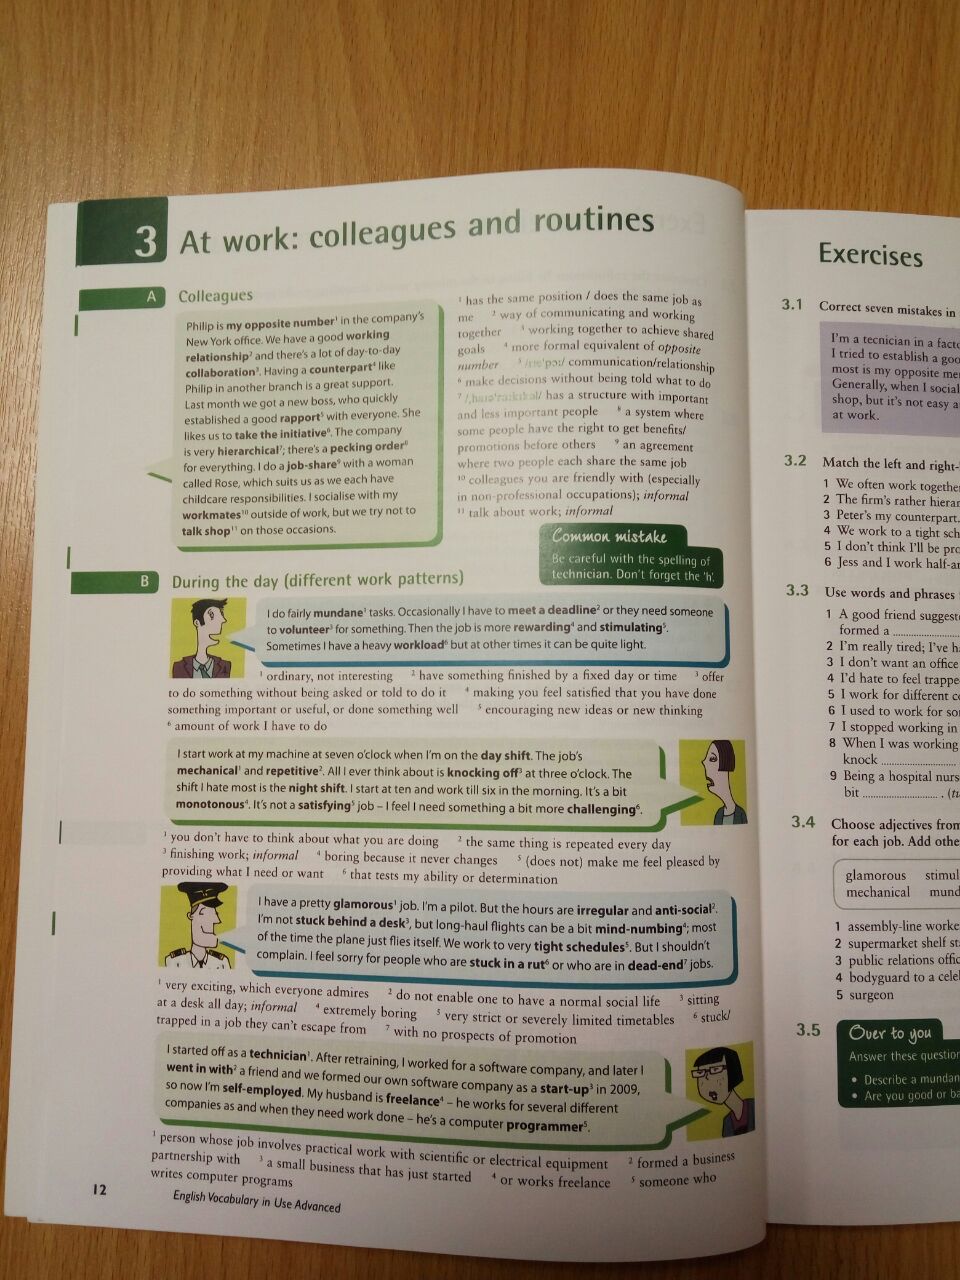 3 At work: colleagues and routines
A Colleagues
Philip is my opposite number¹ in the company's
New York office. We have a good working
relationship² and there's a lot of day-to-day
collaboration³. Having a counterpart⁴ like
Philip in another branch is a great support.
Last month we got a new boss, who quickly
established a good rapport⁵ with everyone. She
likes us to take the initiative⁶. The company
is very hierarchical⁷; there's a pecking order⁸
for everything. I do a job-share⁹ with a woman
called Rose, which suits us as we each have
childcare responsibilities. I socialise with my
workmates¹⁰ outside of work, but we try not to
talk shop¹¹ on those occasions.
¹ has the same position / does the same job as
me ² way of communicating and working
together ³ working together to achieve shared
goals ⁴ more formal equivalent of opposite
number ⁵ communication/relationship
⁶ make decisions without being told what to do
⁷ has a structure with important
and less important people ⁸ a system where
some people have the right to get benefits/
promotions before others ⁹ an agreement
where two people each share the same job
¹⁰ colleagues you are friendly with (especially
in non-professional occupations); informal
¹¹ talk about work; informal
Common mistake
Be careful with the spelling of
technician. Don't forget the 'h'.
B During the day (different work patterns)
I do fairly mundane¹ tasks. Occasionally I have to meet a deadline² or they need someone
to volunteer³ for something. Then the job is more rewarding⁴ and stimulating⁵.
Sometimes I have a heavy workload⁶ but at other times it can be quite light.
¹ ordinary, not interesting ² have something finished by a fixed day or time ³ offer
to do something without being asked or told to do it ⁴ making you feel satisfied that you have done
something important or useful, or done something well ⁵ encouraging new ideas or new thinking
⁶ amount of work I have to do
I start work at my machine at seven o'clock when I'm on the day shift. The job's
mechanical¹ and repetitive². All I ever think about is knocking off³ at three o'clock. The
shift I hate most is the night shift. I start at ten and work till six in the morning. It's a bit
monotonous⁴. It's not a satisfying⁵ job – I feel I need something a bit more challenging⁶.
¹ you don't have to think about what you are doing ² the same thing is repeated every day
³ finishing work; informal ⁴ boring because it never changes ⁵ (does not) make me feel pleased by
providing what I need or want ⁶ that tests my ability or determination
I have a pretty glamorous¹ job. I'm a pilot. But the hours are irregular and anti-social².
I'm not stuck behind a desk³, but long-haul flights can be a bit mind-numbing⁴; most
of the time the plane just flies itself. We work to very tight schedules⁵. But I shouldn't
complain. I feel sorry for people who are stuck in a rut⁶ or who are in dead-end⁷ jobs.
¹ very exciting, which everyone admires ² do not enable one to have a normal social life ³ sitting
at a desk all day; informal ⁴ extremely boring ⁵ very strict or severely limited timetables ⁶ stuck/
trapped in a job they can't escape from ⁷ with no prospects of promotion
I started off as a technician¹. After retraining, I worked for a software company, and later I
went in with² a friend and we formed our own software company as a start-up³ in 2009,
so now I'm self-employed. My husband is freelance⁴ – he works for several different
companies as and when they need work done – he's a computer programmer⁵.
¹ person whose job involves practical work with scientific or electrical equipment ² formed a business
partnership with ³ a small business that has just started ⁴ or works freelance ⁵ someone who
writes computer programs
12 English Vocabulary in Use Advanced
Exercises
3.1 Correct seven mistakes in
I'm a tecnician in a
I tried to establish a
most is my opposite
Generally, when I
shop, but it's not easy
at work.
3.2 Match the left and
1 We often work
2 The firm's rather
3 Peter's my counterpart.
4 We work to a tight
5 I don't think I'll be
6 Jess and I work
3.3 Use words and phrases
1 A good friend
formed a
2 I'm really tired; I've
3 I don't want an office
4 I'd hate to feel
5 I work for different
6 I used to work for
7 I stopped working in
8 When I was working
knock
9 Being a hospital
bit
3.4 Choose adjectives from
for each job. Add
glamorous
mechanical
1 assembly-line
2 supermarket shelf
3 public relations
4 bodyguard to a
5 surgeon
3.5 Over to you
Answer these
• Describe a
• Are you good or